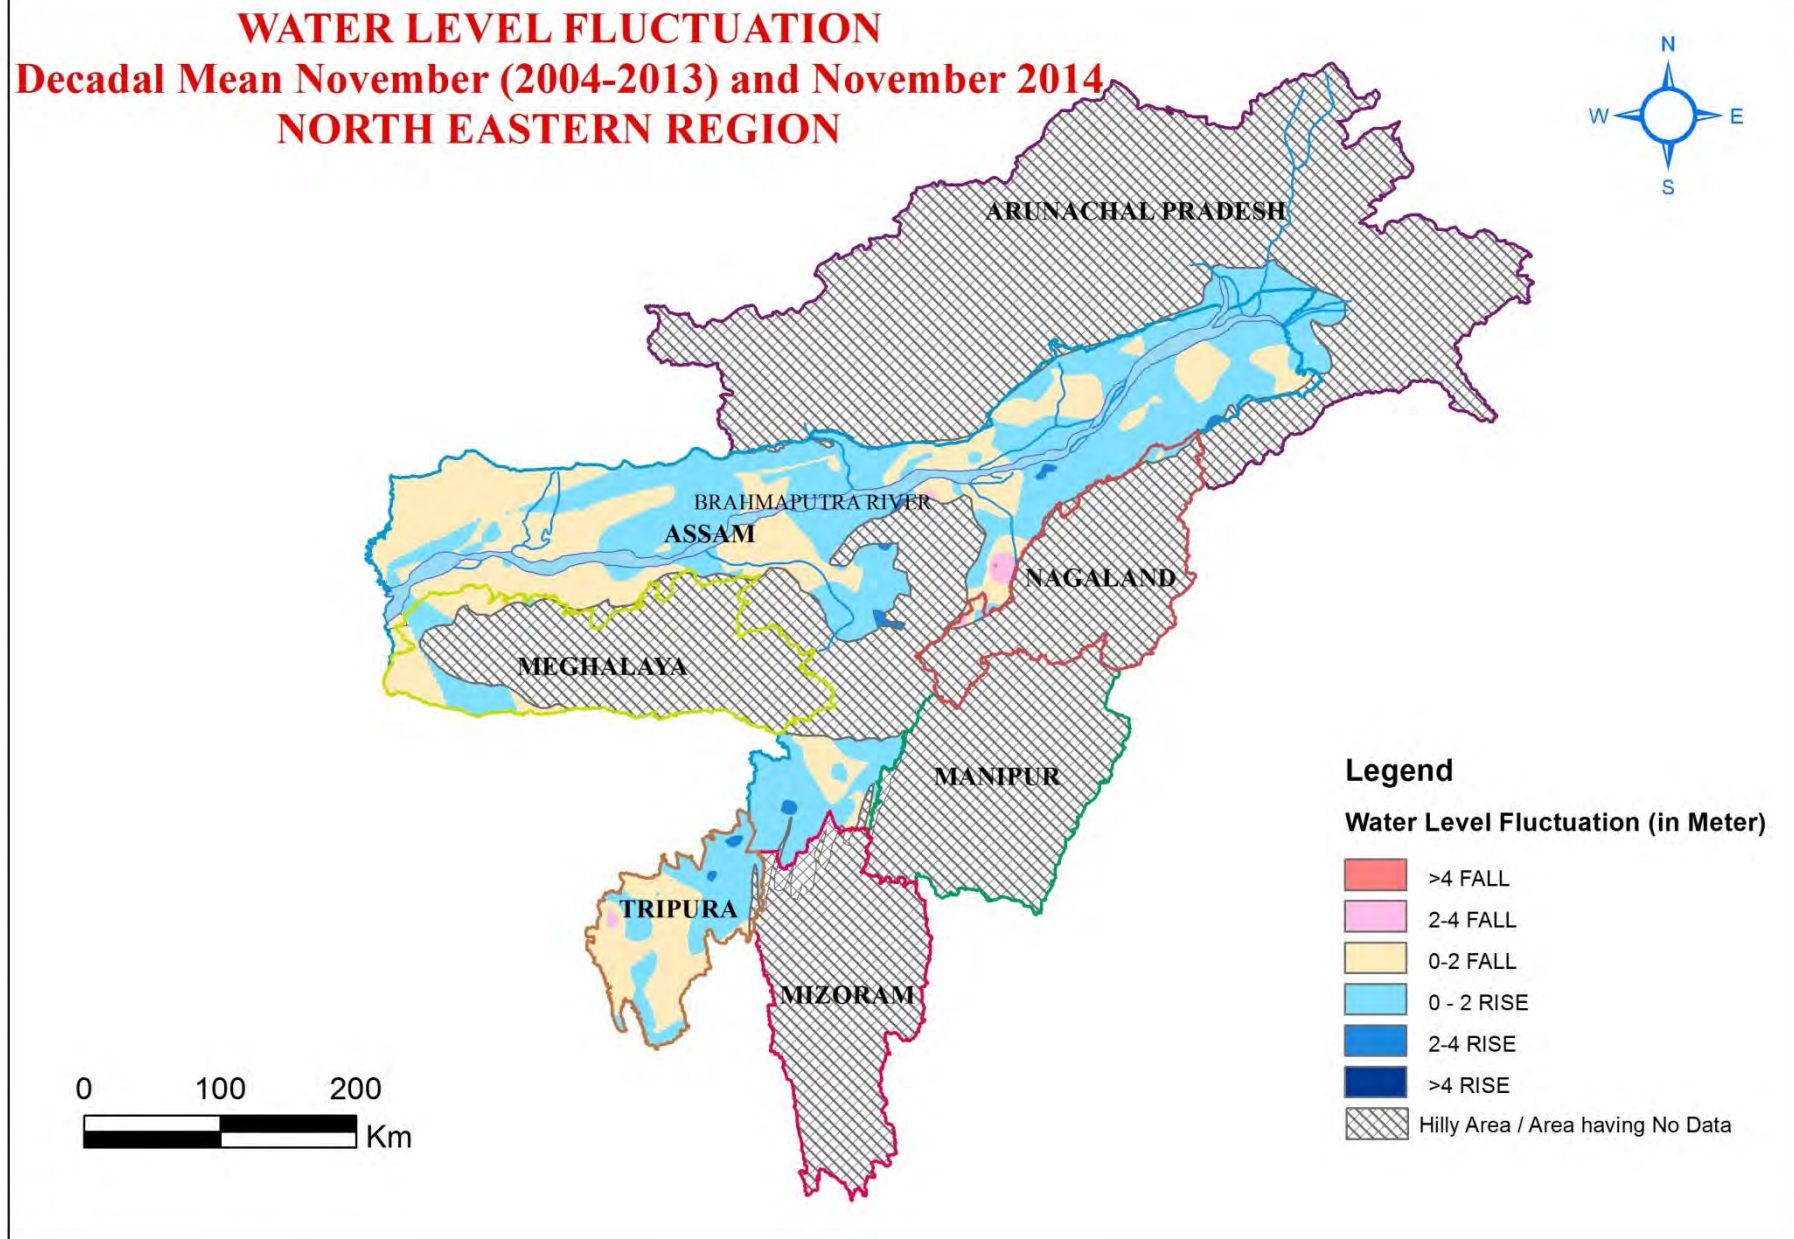 WATER LEVEL FLUCTUATION
Decadal Mean November (2004-2013) and November 2014
NORTH EASTERN REGION
N
W
E
S
ARUNACHAL PRADESH
BRAHMAPUTRA RIVER
ASSAM
NAGALAND
MEGHALAYA
MANIPUR
TRIPURA
MIZORAM
0 100 200
Km
Legend
Water Level Fluctuation (in Meter)
>4 FALL
2-4 FALL
0-2 FALL
0 - 2 RISE
2-4 RISE
>4 RISE
Hilly Area / Area having No Data